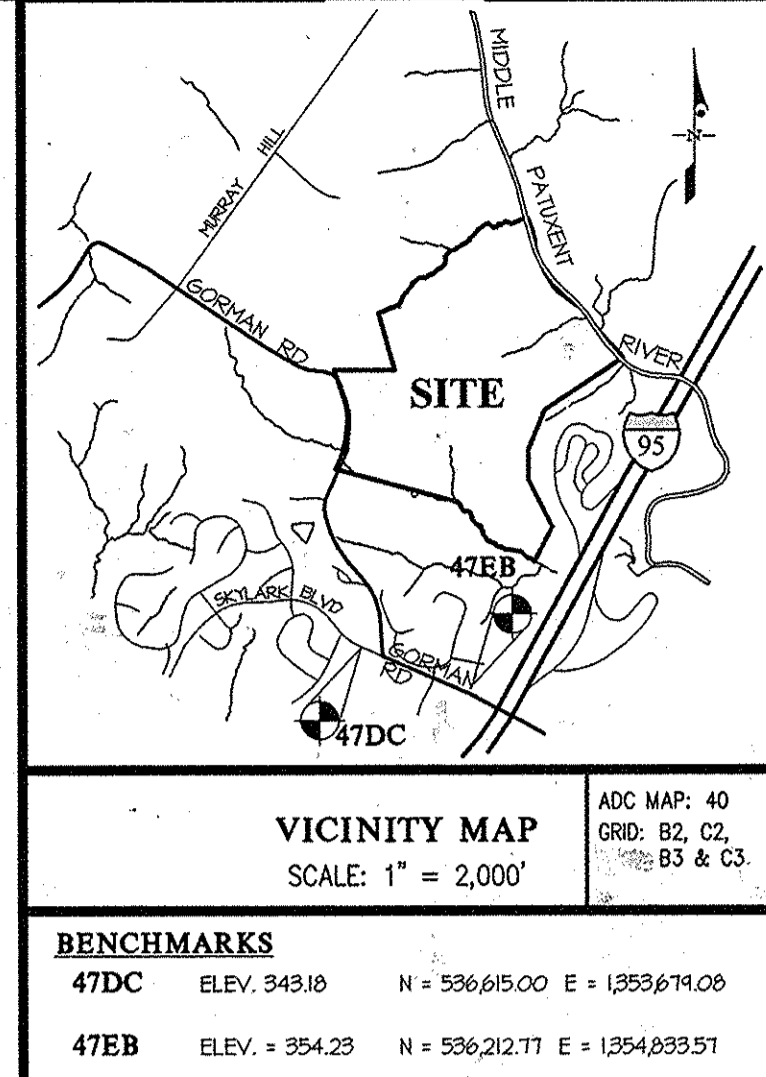 MIDDLE
PATUXENT
RIVER
MURRAY HILL
N
GORMAN RD
SITE
95
47EB
SKYLARK BLVD
GORMAN
RD
47DC
VICINITY MAP
SCALE: 1" = 2,000'
ADC MAP: 40
GRID: B2, C2,
B3 & C3.
BENCHMARKS
47DC ELEV. 343.18 N = 536,615.00 E = 1,353,679.08
47EB ELEV. = 354.23 N = 536,212.77 E = 1,354,833.57